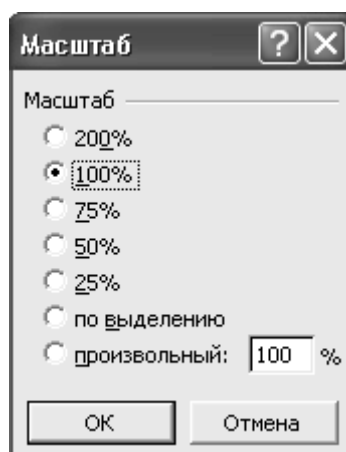 Масштаб ? X
Масштаб
200%
100%
75%
50%
25%
по выделению
произвольный: 100 %
ОК Отмена